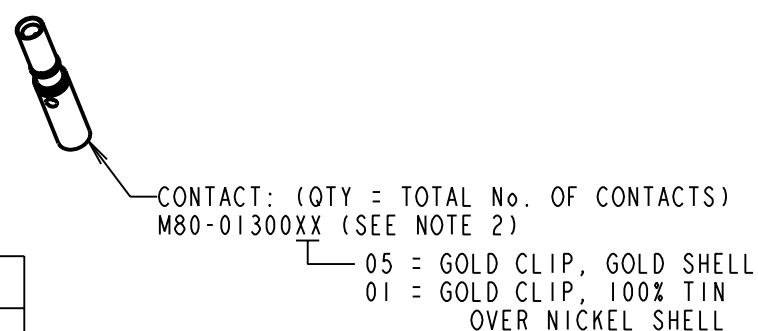 CONTACT: (QTY = TOTAL No. OF CONTACTS)
M80-01300XX (SEE NOTE 2)
05 = GOLD CLIP, GOLD SHELL
01 = GOLD CLIP, 100% TIN
OVER NICKEL SHELL